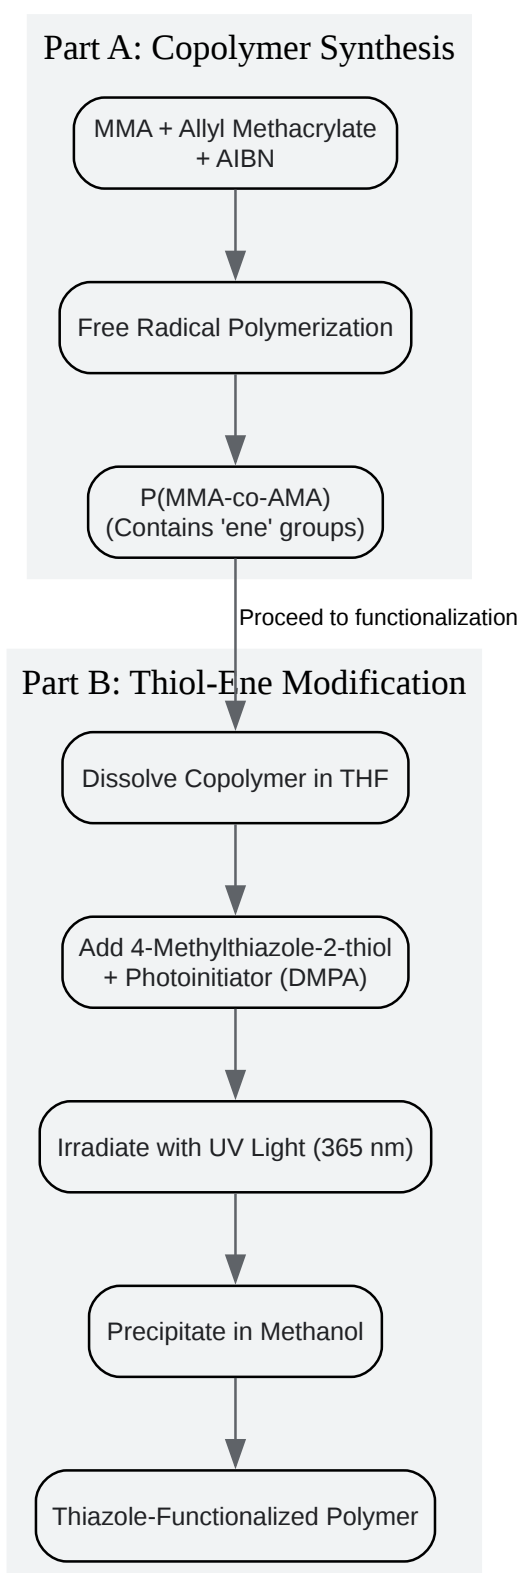 Part A: Copolymer Synthesis
MMA + Allyl Methacrylate
+ AIBN
Free Radical Polymerization
P(MMA-co-AMA)
(Contains 'ene' groups)
Proceed to functionalization
Part B: Thiol-Ene Modification
Dissolve Copolymer in THF
Add 4-Methylthiazole-2-thiol
+ Photoinitiator (DMPA)
Irradiate with UV Light (365 nm)
Precipitate in Methanol
Thiazole-Functionalized Polymer